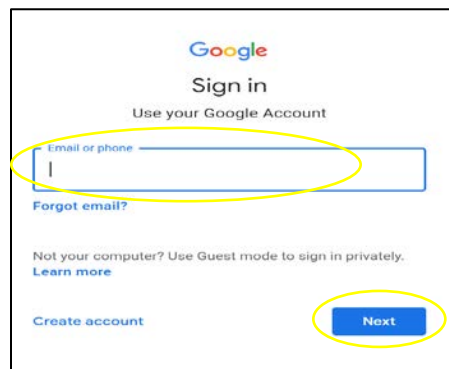 Google
Sign in
Use your Google Account
Email or phone
Forgot email?
Not your computer? Use Guest mode to sign in privately.
Learn more
Create account
Next